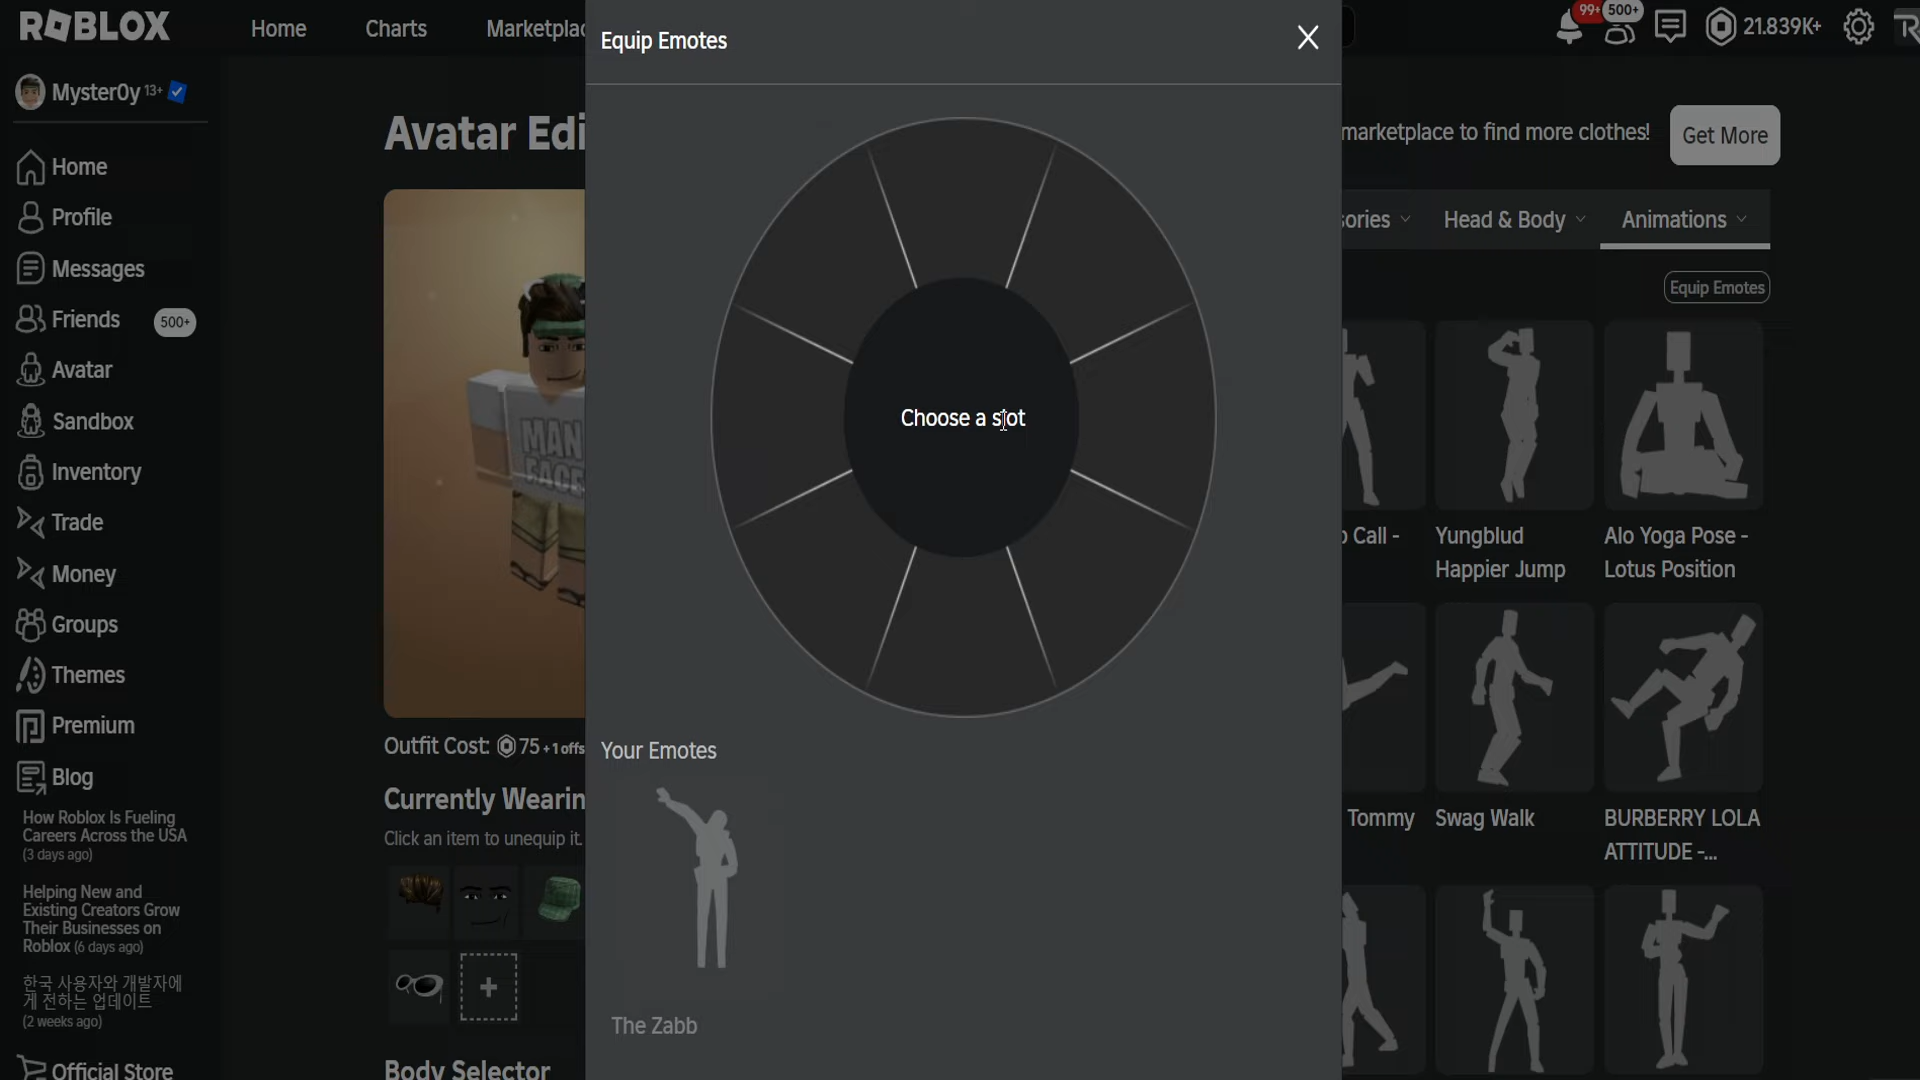 ROBLOX
Home
Charts
Marketplac
99+
500+
21.839K+
Equip Emotes
Myster0y 13+
Home
Profile
Messages
Friends
500+
Avatar
Sandbox
Inventory
Trade
Money
Groups
Themes
Premium
Blog
How Roblox Is Fueling
Careers Across the USA
(3 days ago)
Helping New and
Existing Creators Grow
Their Businesses on
Roblox (6 days ago)
한국 사용자와 개발자에
게 전하는 업데이트
(2 weeks ago)
Official Store
Avatar Edi
MAN
FACE
Outfit Cost: 75 + 1 offs
Currently Wearin
Click an item to unequip it.
Body Selector
Choose a slot
Your Emotes
The Zabb
marketplace to find more clothes!
Get More
sories
Head & Body
Animations
Equip Emotes
Call -
Yungblud
Happier Jump
Alo Yoga Pose -
Lotus Position
Tommy
Swag Walk
BURBERRY LOLA
ATTITUDE -...